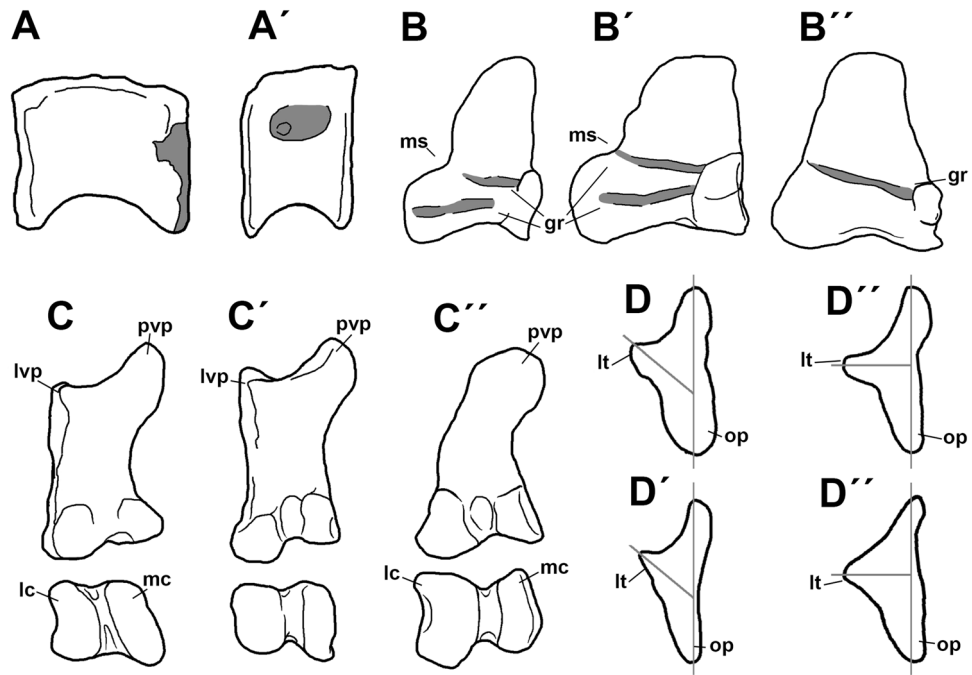 A A´ B B´ B´´
ms ms
gr gr
C C´ C´´ D D´´
pvp pvp pvp
lvp lvp lt lt
op op
D´ D´´
lc mc lc mc lt lt
op op